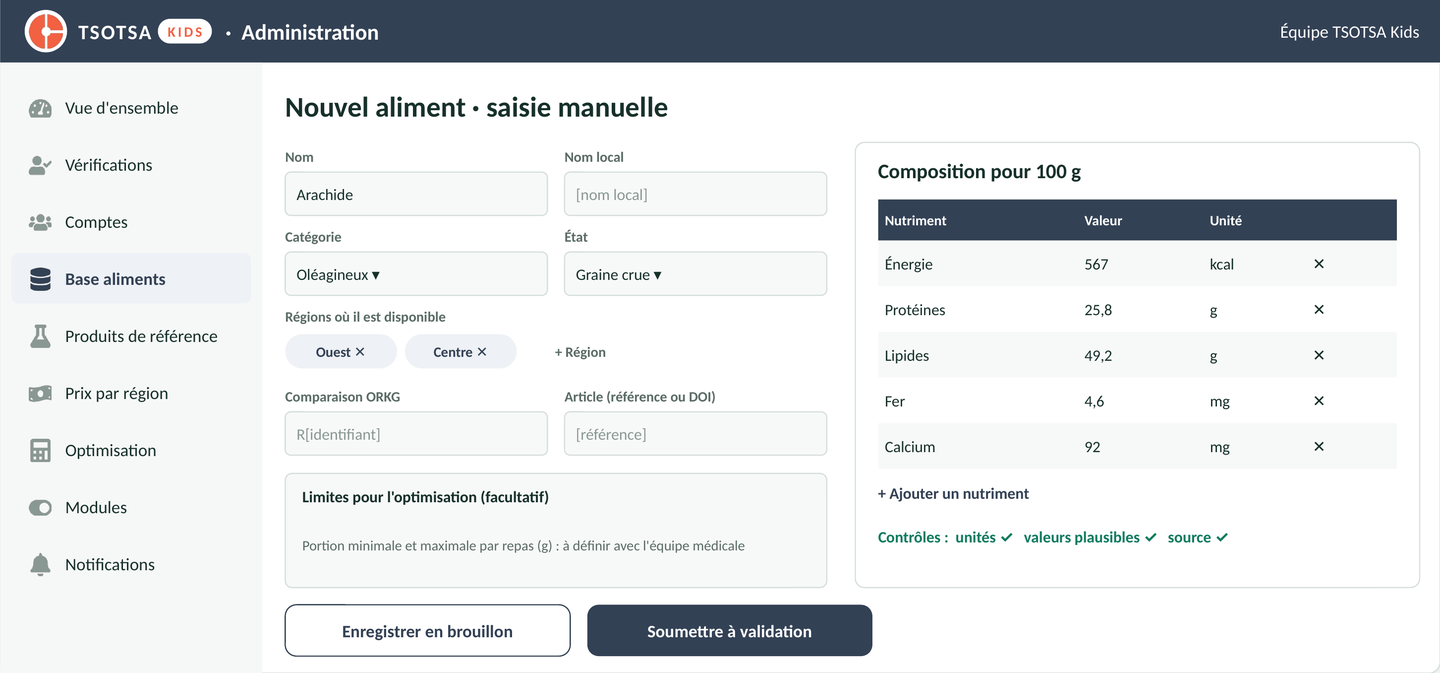 TSOTSA KIDS · Administration
Équipe TSOTSA Kids
Vue d'ensemble
Vérifications
Comptes
Base aliments
Produits de référence
Prix par région
Optimisation
Modules
Notifications
Nouvel aliment · saisie manuelle
Nom Nom local
Arachide [nom local]
Catégorie État
Oléagineux ▾ Graine crue ▾
Régions où il est disponible
Ouest ✕ Centre ✕ + Région
Comparaison ORKG Article (référence ou DOI)
R[identifiant] [référence]
Limites pour l'optimisation (facultatif)
Portion minimale et maximale par repas (g) : à définir avec l'équipe médicale
Enregistrer en brouillon Soumettre à validation
Composition pour 100 g
Nutriment Valeur Unité
Énergie 567 kcal ✕
Protéines 25,8 g ✕
Lipides 49,2 g ✕
Fer 4,6 mg ✕
Calcium 92 mg ✕
+ Ajouter un nutriment
Contrôles : unités ✓ valeurs plausibles ✓ source ✓